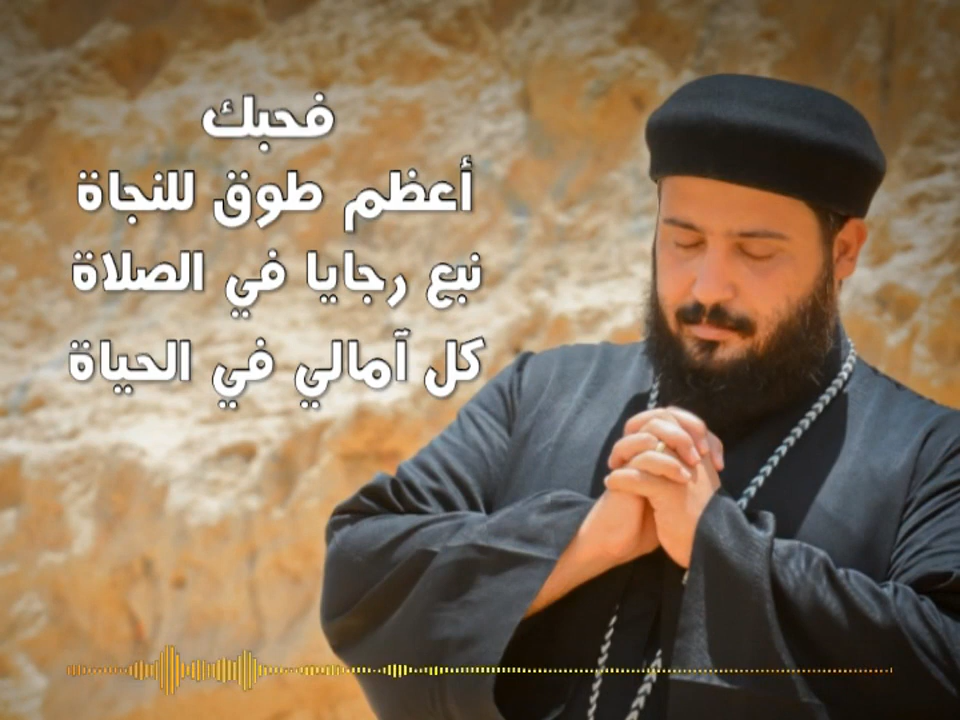 فحبك
أعظم طوق للنجاة
نبع رجايا في الصلاة
كل آمالي في الحياة